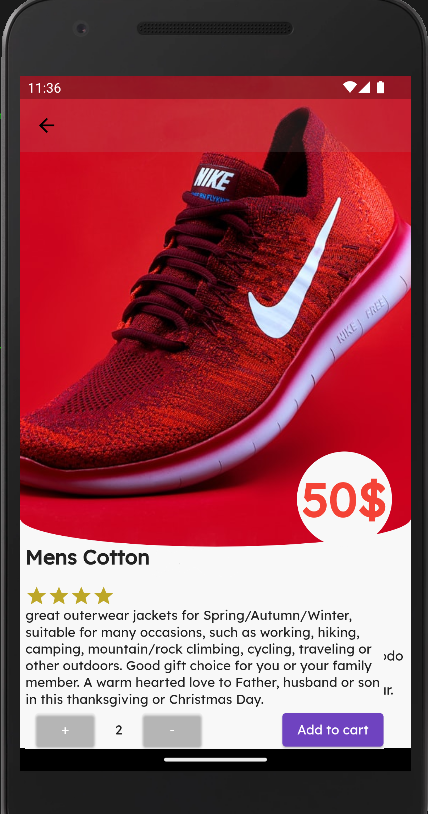 11:36
NIKE
NIKE FREE
50$
Mens Cotton
great outerwear jackets for Spring/Autumn/Winter,
suitable for many occasions, such as working, hiking,
camping, mountain/rock climbing, cycling, traveling or
other outdoors. Good gift choice for you or your family
member. A warm hearted love to Father, husband or son
in this thanksgiving or Christmas Day.
+ 2 - Add to cart